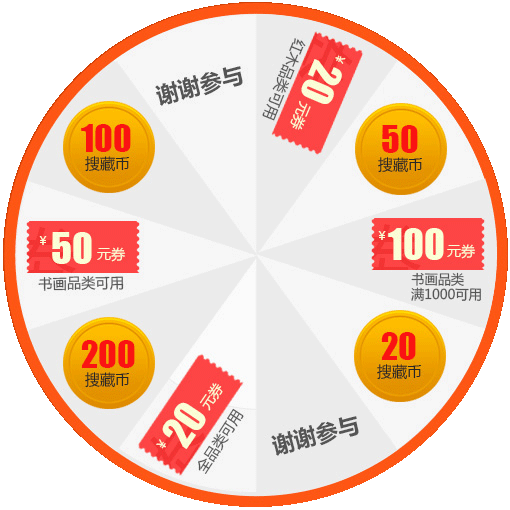 谢谢参与
¥20元券
红木品类可用
50
搜藏币
¥100元券
书画品类
满1000可用
20
搜藏币
谢谢参与
¥20元券
全品类可用
200
搜藏币
¥50元券
书画品类可用
100
搜藏币